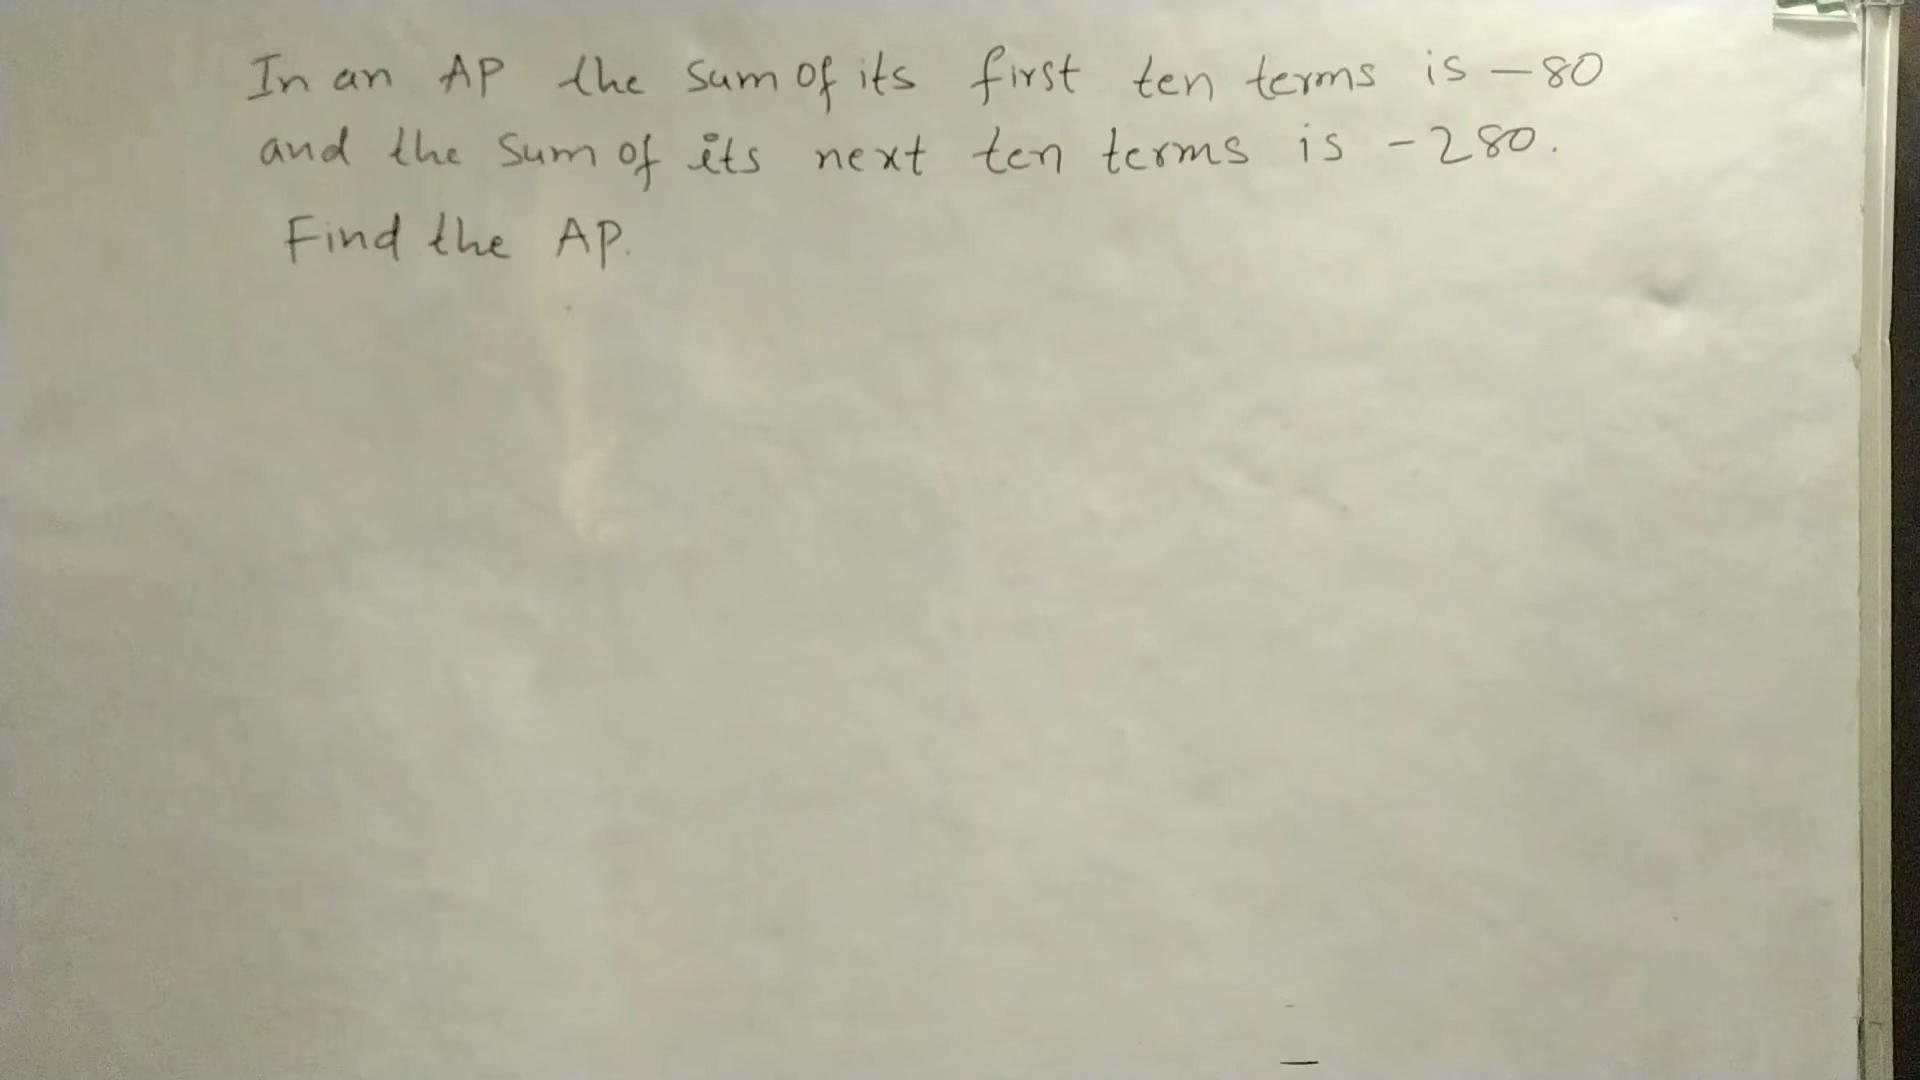 In an AP the sum of its first ten terms is -80
and the sum of its next ten terms is -280.
Find the AP.